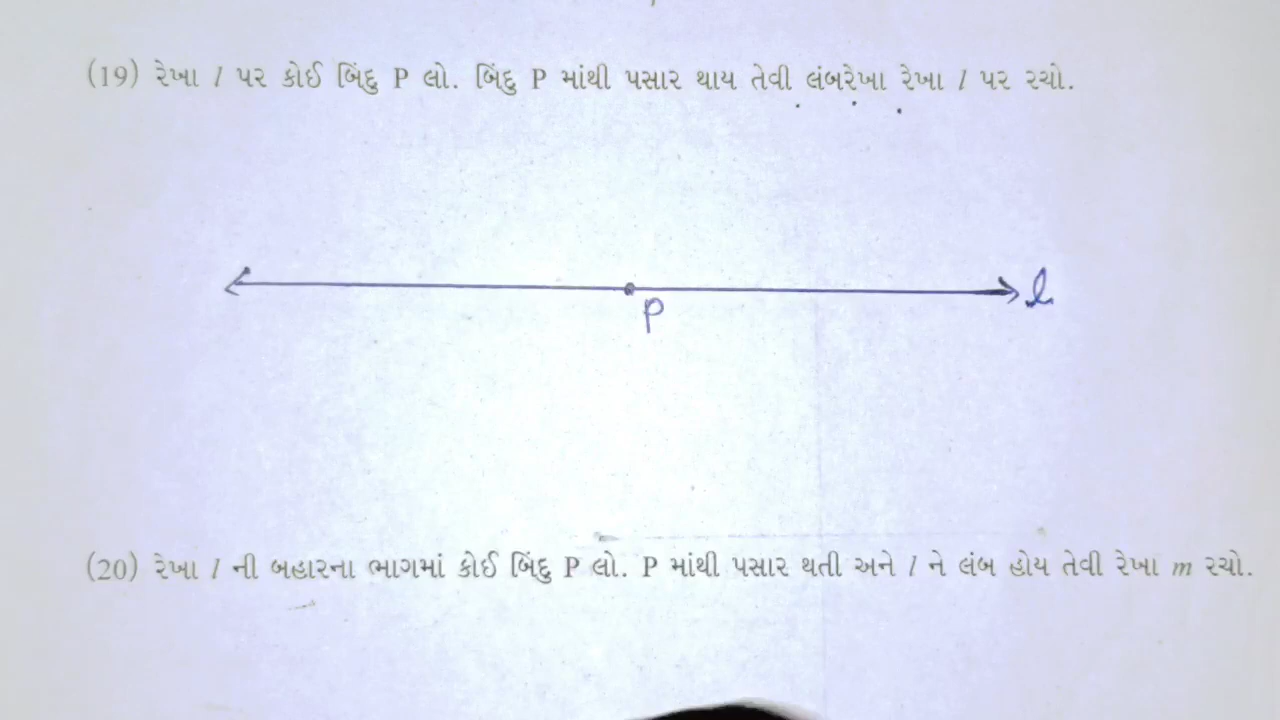 (19) રેખા l પર કોઈ બિંદુ P લો. બિંદુ P માંથી પસાર થાય તેવી લંબરેખા રેખા l પર રચો.
l
P
(20) રેખા l ની બહારના ભાગમાં કોઈ બિંદુ P લો. P માંથી પસાર થતી અને l ને લંબ હોય તેવી રેખા m રચો.